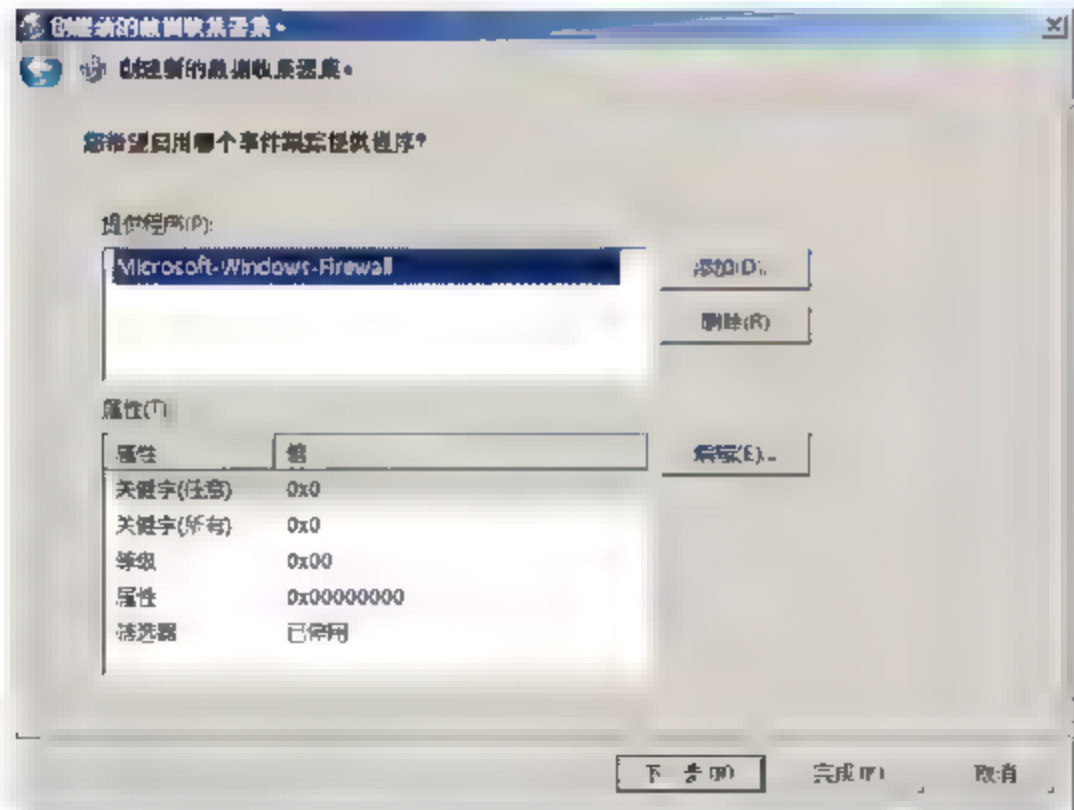 创建新的数据收集器集。
创建新的数据收集器集。
您希望启用哪个事件跟踪提供程序?
提供程序(P):
Microsoft-Windows-Firewall
添加(D)...
删除(R)
属性(T)
属性 值
编辑(E)...
关键字(任意) 0x0
关键字(所有) 0x0
等级 0x00
属性 0x00000000
筛选器 已停用
下一步(N)
完成(F)
取消